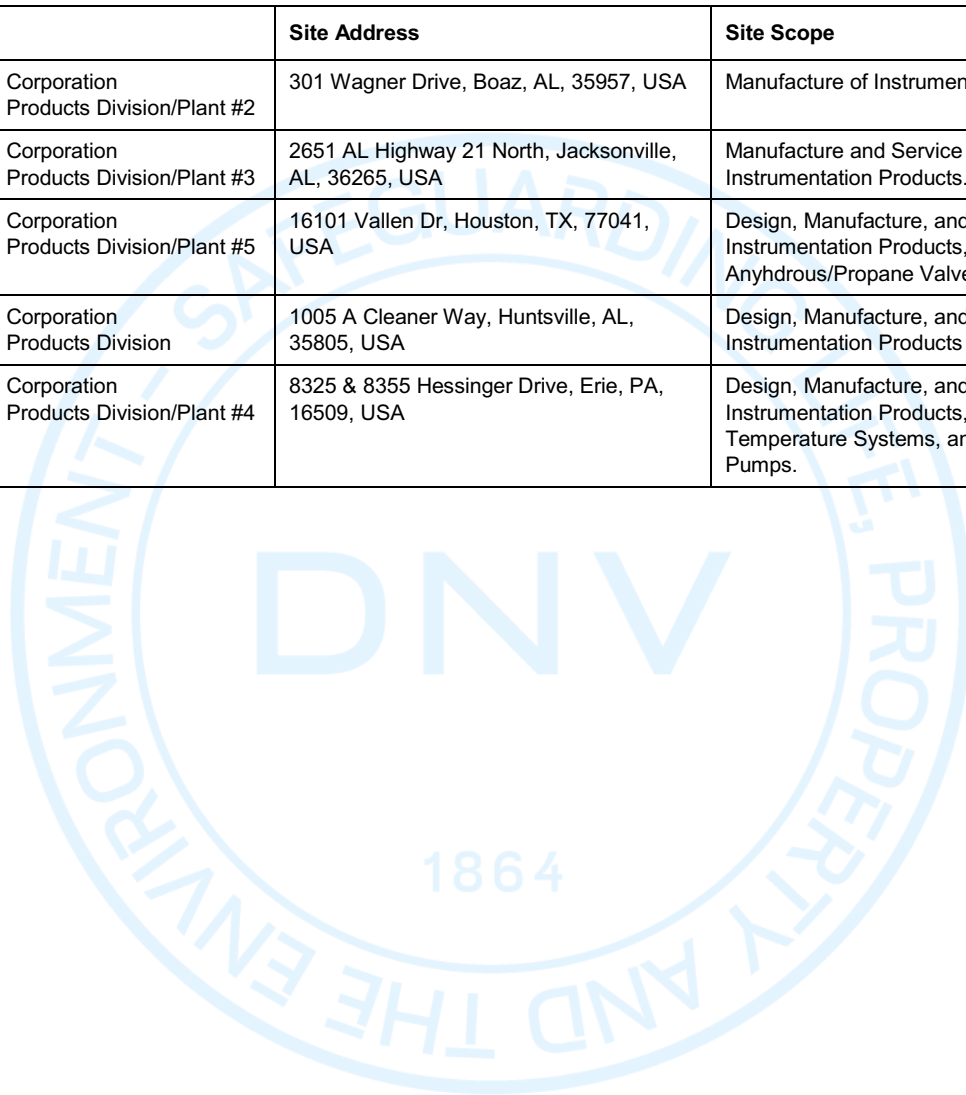 Site Address
Site Scope
Corporation
Products Division/Plant #2
301 Wagner Drive, Boaz, AL, 35957, USA
Manufacture of Instrumen
Corporation
Products Division/Plant #3
2651 AL Highway 21 North, Jacksonville,
AL, 36265, USA
Manufacture and Service
Instrumentation Products.
Corporation
Products Division/Plant #5
16101 Vallen Dr, Houston, TX, 77041,
USA
Design, Manufacture, and
Instrumentation Products,
Anyhdrous/Propane Valve
Corporation
Products Division
1005 A Cleaner Way, Huntsville, AL,
35805, USA
Design, Manufacture, and
Instrumentation Products
Corporation
Products Division/Plant #4
8325 & 8355 Hessinger Drive, Erie, PA,
16509, USA
Design, Manufacture, and
Instrumentation Products,
Temperature Systems, an
Pumps.
SAFEGUARDING LIFE, PROPERTY AND THE ENVIRONMENT –
DNV
1864